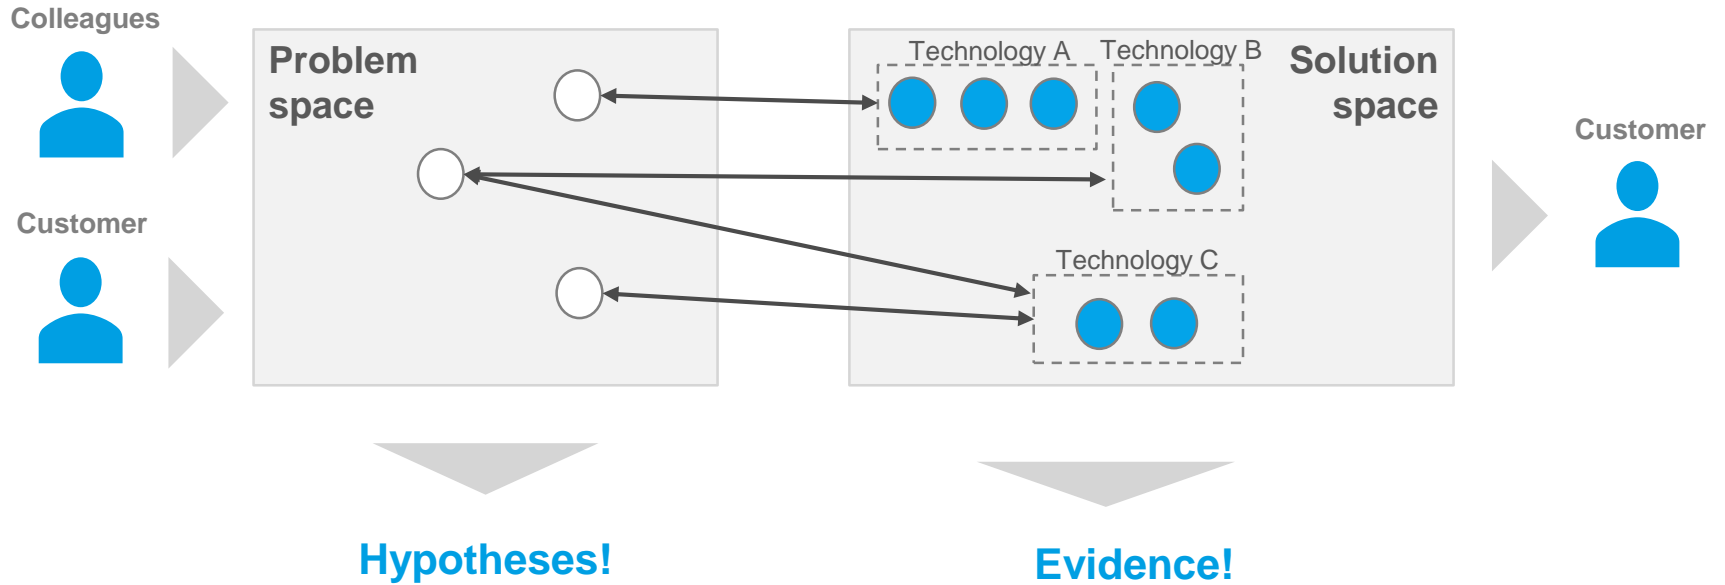 Colleagues
Customer
Problem
space
Technology A
Technology B
Technology C
Solution
space
Customer
Hypotheses!
Evidence!